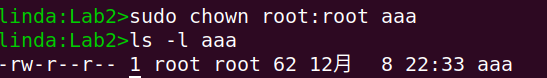 linda:Lab2>sudo chown root:root aaa
linda:Lab2>ls -l aaa
-rw-r--r-- 1 root root 62 12月  8 22:33 aaa